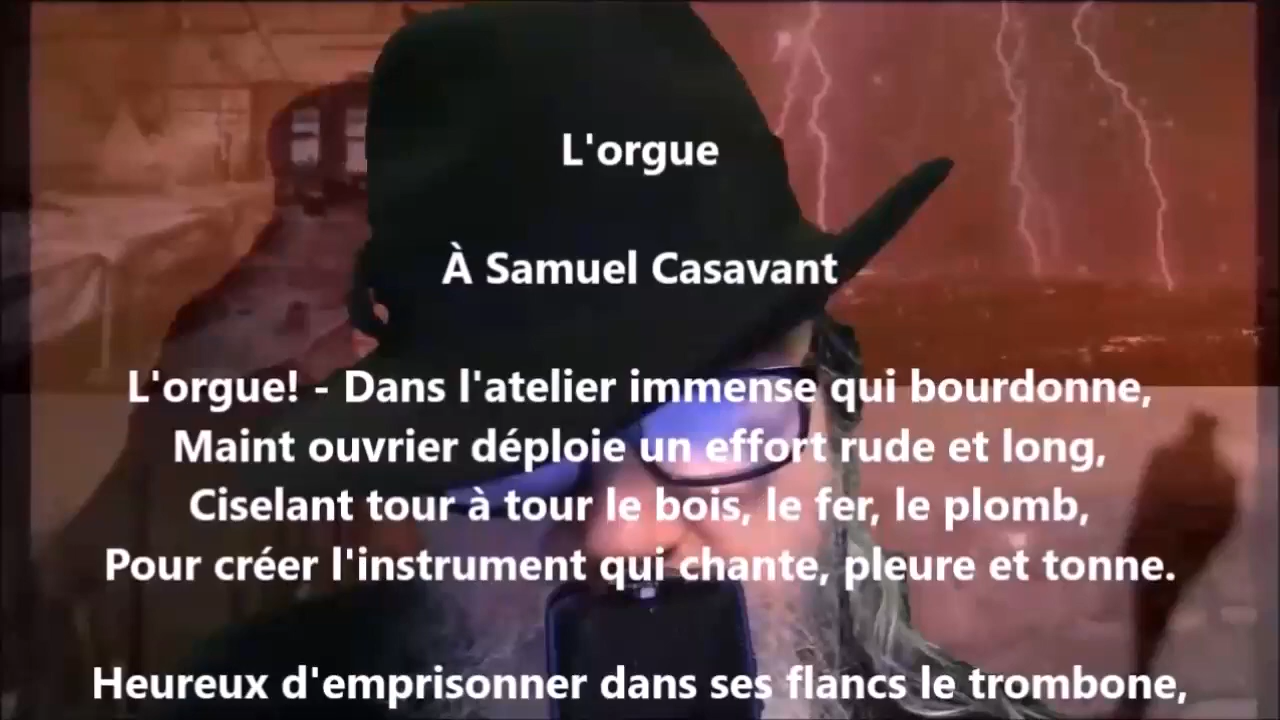 L'orgue
À Samuel Casavant
L'orgue! - Dans l'atelier immense qui bourdonne,
Maint ouvrier déploie un effort rude et long,
Ciselant tour à tour le bois, le fer, le plomb,
Pour créer l'instrument qui chante, pleure et tonne.
Heureux d'emprisonner dans ses flancs le trombone,